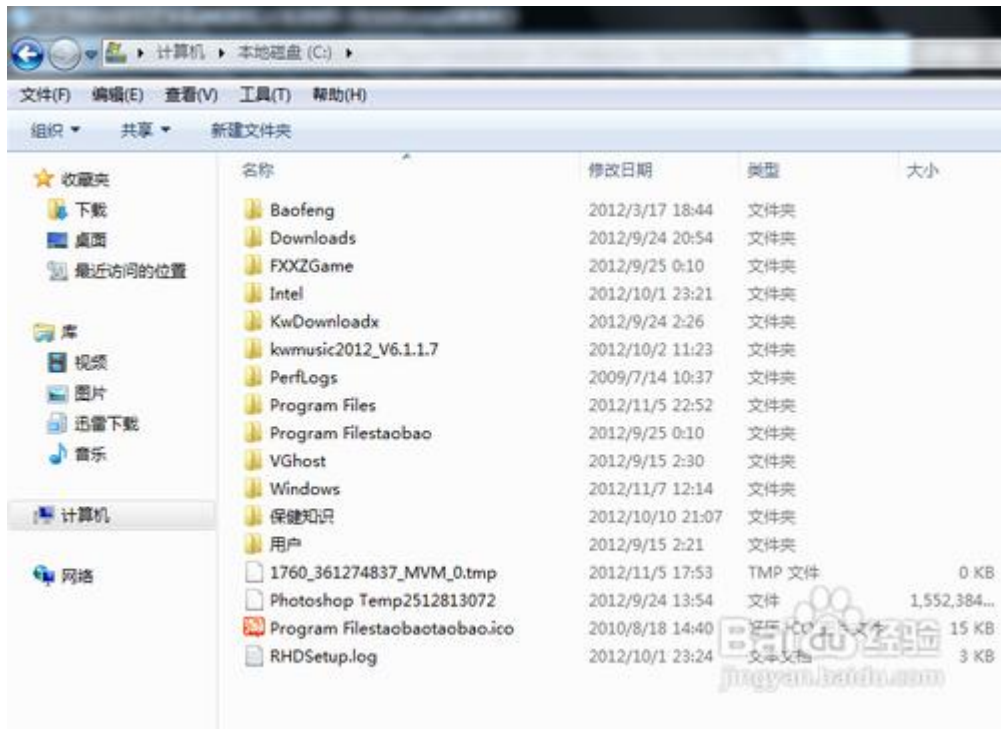 计算机 本地磁盘 (C:)
文件(F) 编辑(E) 查看(V) 工具(T) 帮助(H)
组织 共享 新建文件夹
收藏夹
下载
桌面
最近访问的位置
库
视频
图片
迅雷下载
音乐
计算机
网络
名称 修改日期 类型 大小
Baofeng 2012/3/17 18:44 文件夹
Downloads 2012/9/24 20:54 文件夹
FXXZGame 2012/9/25 0:10 文件夹
Intel 2012/10/1 23:21 文件夹
KwDownloadx 2012/9/24 2:26 文件夹
kwmusic2012_V6.1.1.7 2012/10/2 11:23 文件夹
PerfLogs 2009/7/14 10:37 文件夹
Program Files 2012/11/5 22:52 文件夹
Program Filestaobao 2012/9/25 0:10 文件夹
VGhost 2012/9/15 2:30 文件夹
Windows 2012/11/7 12:14 文件夹
保健知识 2012/10/10 21:07 文件夹
用户 2012/9/15 2:21 文件夹
1760_361274837_MVM_0.tmp 2012/11/5 17:53 TMP 文件 0 KB
Photoshop Temp2512813072 2012/9/24 13:54 文件 1,552,384...
Program Filestaobaotaobao.ico 2010/8/18 14:40 15 KB
RHDSetup.log 2012/10/1 23:24 文本文档 3 KB
Baidu 经验
jingyan.baidu.com